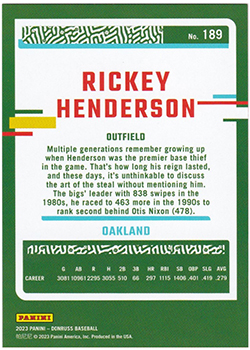 No. 189
RICKEY
HENDERSON
OUTFIELD
Multiple generations remember growing up
when Henderson was the premier base thief
in the game. That's how long his reign lasted,
and these days, it's unthinkable to discuss
the art of the steal without mentioning him.
The bigs' leader with 838 swipes in the
1980s, he raced to 463 more in the 1990s to
rank second behind Otis Nixon (478).
OAKLAND
G AB R H 2B 3B HR RBI SB OBP SLG AVG
CAREER 3081 10961 2295 3055 510 66 297 1115 1406 .401 .419 .279
PANINI
2023 PANINI - DONRUSS BASEBALL
© 2023 Panini America, Inc. Produced in the USA.